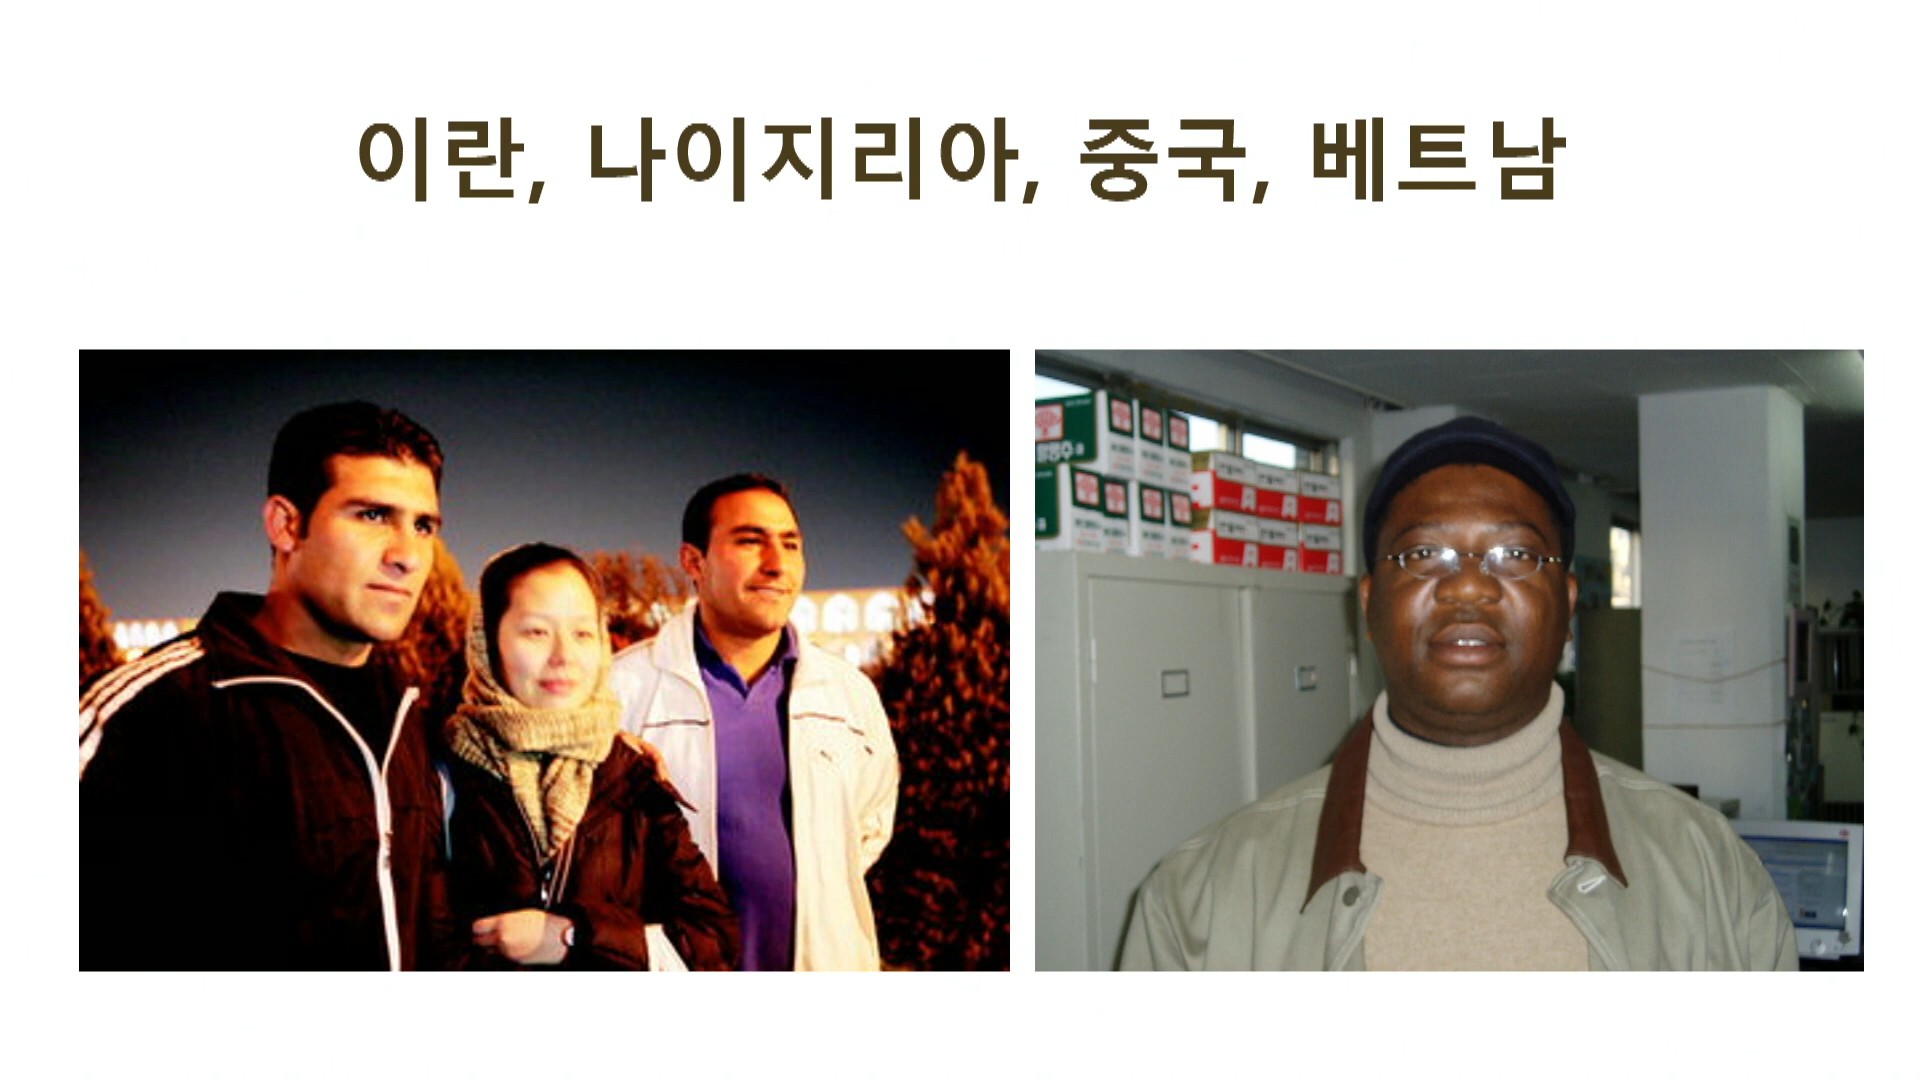 이란, 나이지리아, 중국, 베트남